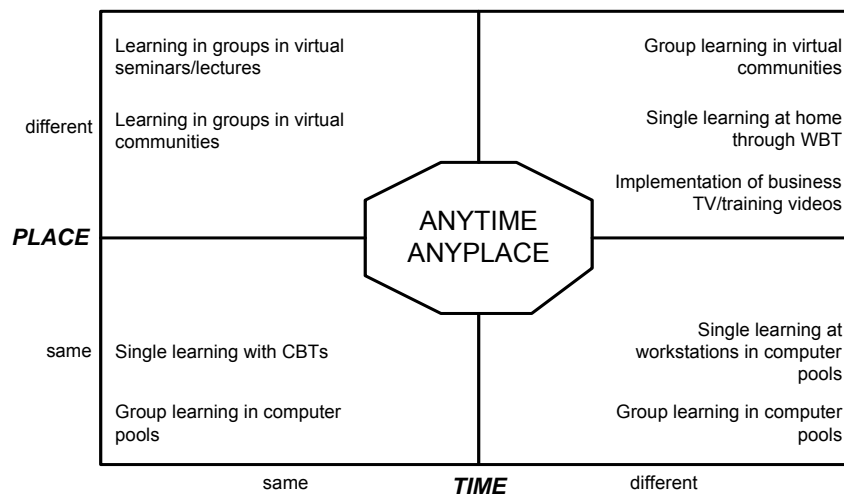 Learning in groups in virtual
seminars/lectures
Learning in groups in virtual
communities
Group learning in virtual
communities
Single learning at home
through WBT
Implementation of business
TV/training videos
different
ANYTIME
ANYPLACE
PLACE
same
Single learning with CBTs
Group learning in computer
pools
Single learning at
workstations in computer
pools
Group learning in computer
pools
same
TIME
different